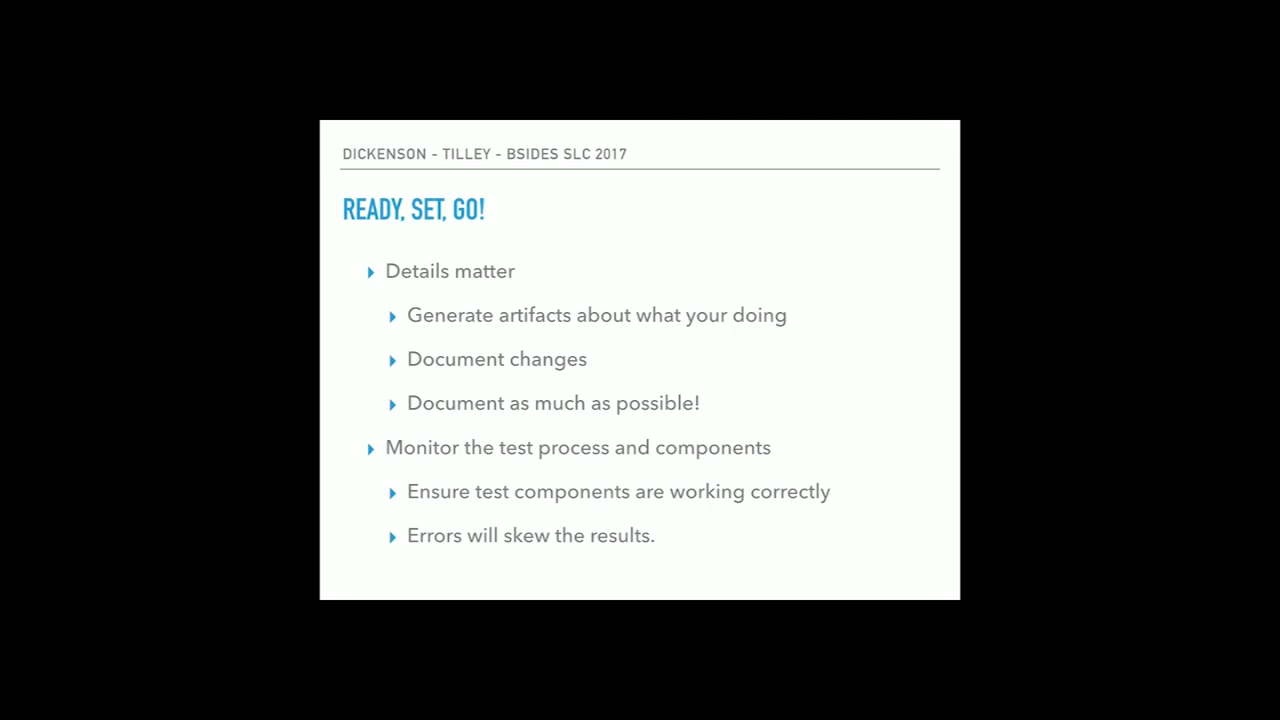 DICKENSON - TILLEY - BSIDES SLC 2017
READY, SET, GO!
Details matter
Generate artifacts about what your doing
Document changes
Document as much as possible!
Monitor the test process and components
Ensure test components are working correctly
Errors will skew the results.